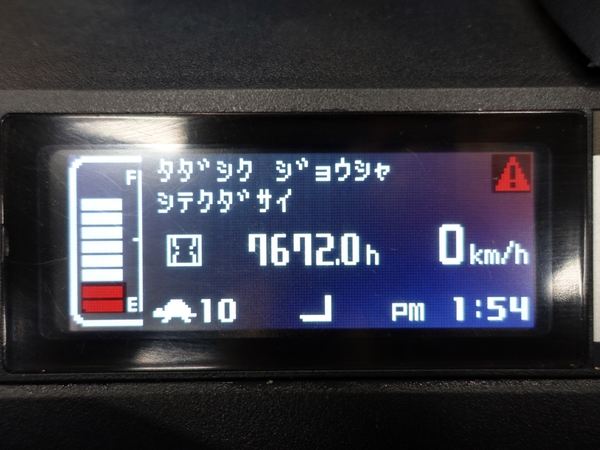 F
タダシク ジョウシャ
シテクダサイ
7672.0h
0km/h
E
10
PM 1:54